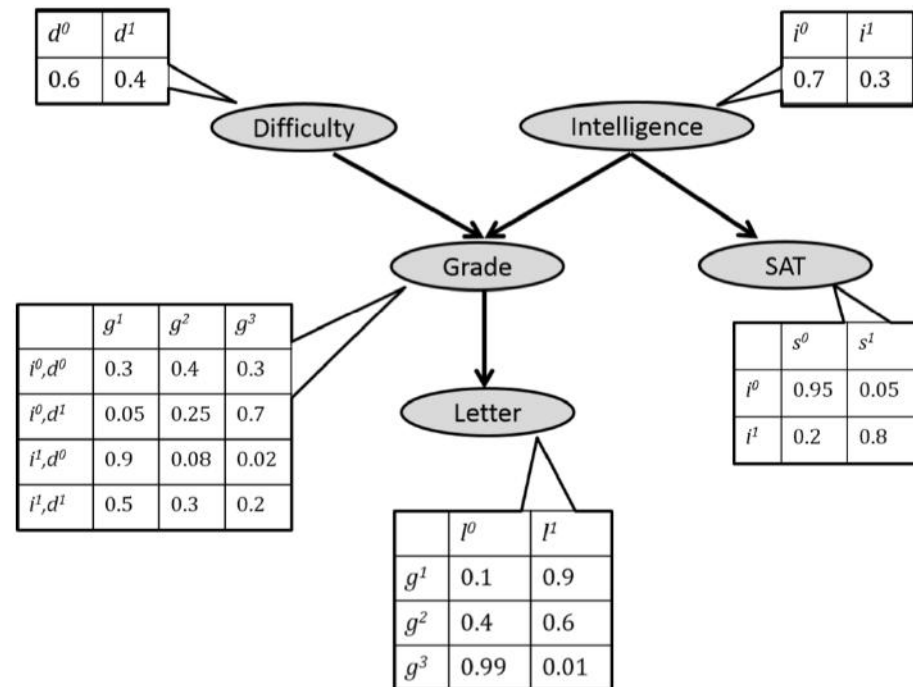 d⁰ d¹
0.6 0.4
i⁰ i¹
0.7 0.3
Difficulty
Intelligence
Grade
SAT
g¹ g² g³
i⁰,d⁰ 0.3 0.4 0.3
i⁰,d¹ 0.05 0.25 0.7
i¹,d⁰ 0.9 0.08 0.02
i¹,d¹ 0.5 0.3 0.2
s⁰ s¹
i⁰ 0.95 0.05
i¹ 0.2 0.8
Letter
l⁰ l¹
g¹ 0.1 0.9
g² 0.4 0.6
g³ 0.99 0.01